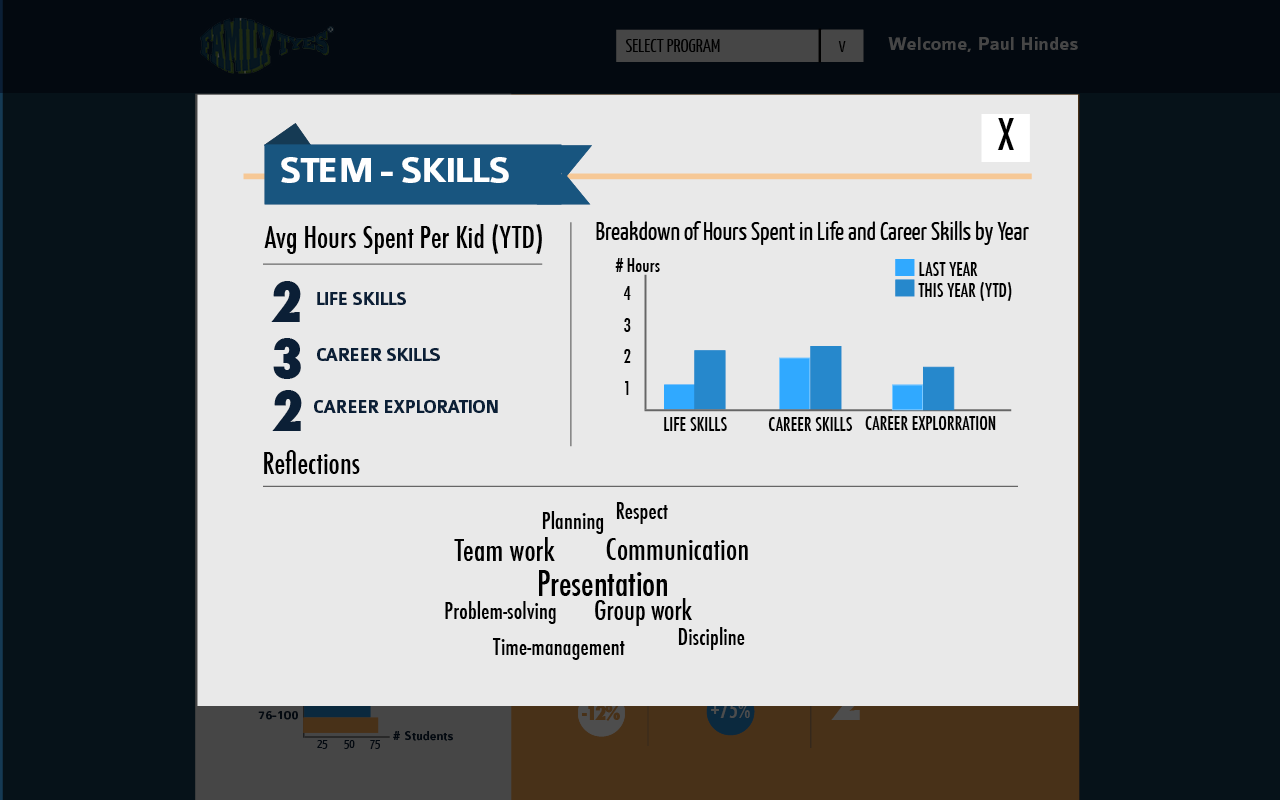 FAMILY TREE
SELECT PROGRAM
V
Welcome, Paul Hindes
X
STEM - SKILLS
Avg Hours Spent Per Kid (YTD)
2 LIFE SKILLS
3 CAREER SKILLS
2 CAREER EXPLORATION
Breakdown of Hours Spent in Life and Career Skills by Year
# Hours
LAST YEAR
THIS YEAR (YTD)
4
3
2
1
LIFE SKILLS
CAREER SKILLS
CAREER EXPLORRATION
Reflections
Planning
Respect
Team work
Communication
Presentation
Problem-solving
Group work
Discipline
Time-management
76-100
# Students
25
50
75
-12%
+75%
2